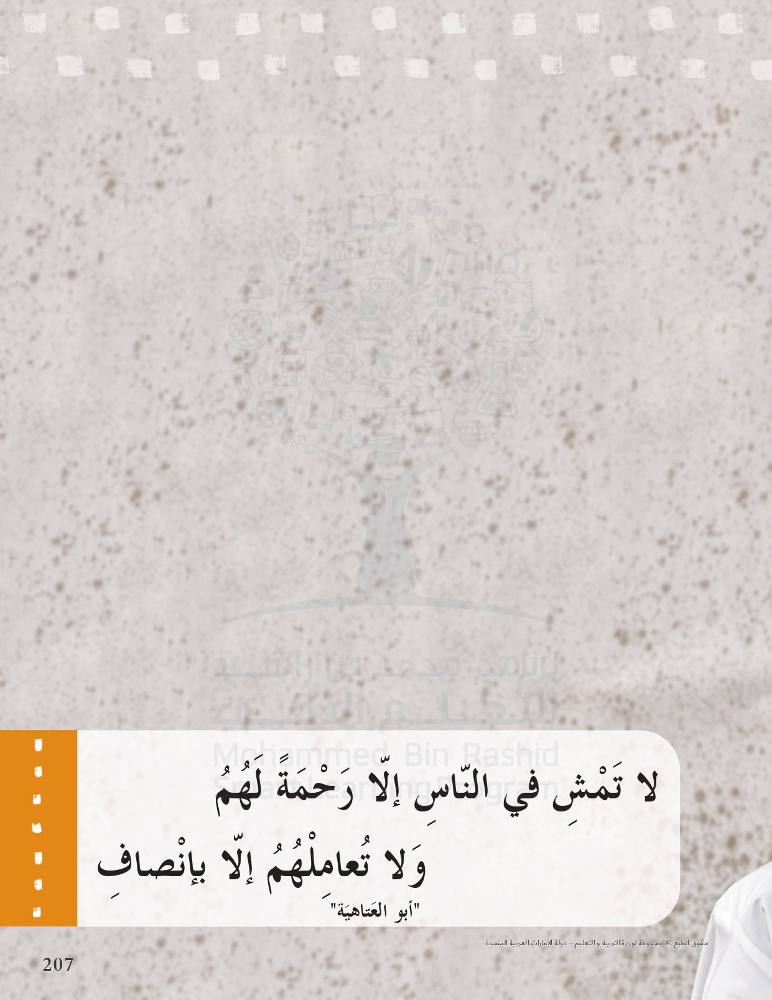 برنامج محمد بن راشد
للتعلم الذكي
Mohammed Bin Rashid
Smart Learning Program
لا تَمْشِ في النّاسِ إلّا رَحْمَةً لَهُمُ
وَلا تُعامِلْهُمُ إلّا بإنْصافِ
"أبو العَتاهيَة"
حقوق الطبع © محفوظة لوزارة التربية و التعليم – دولة الإمارات العربية المتحدة
207